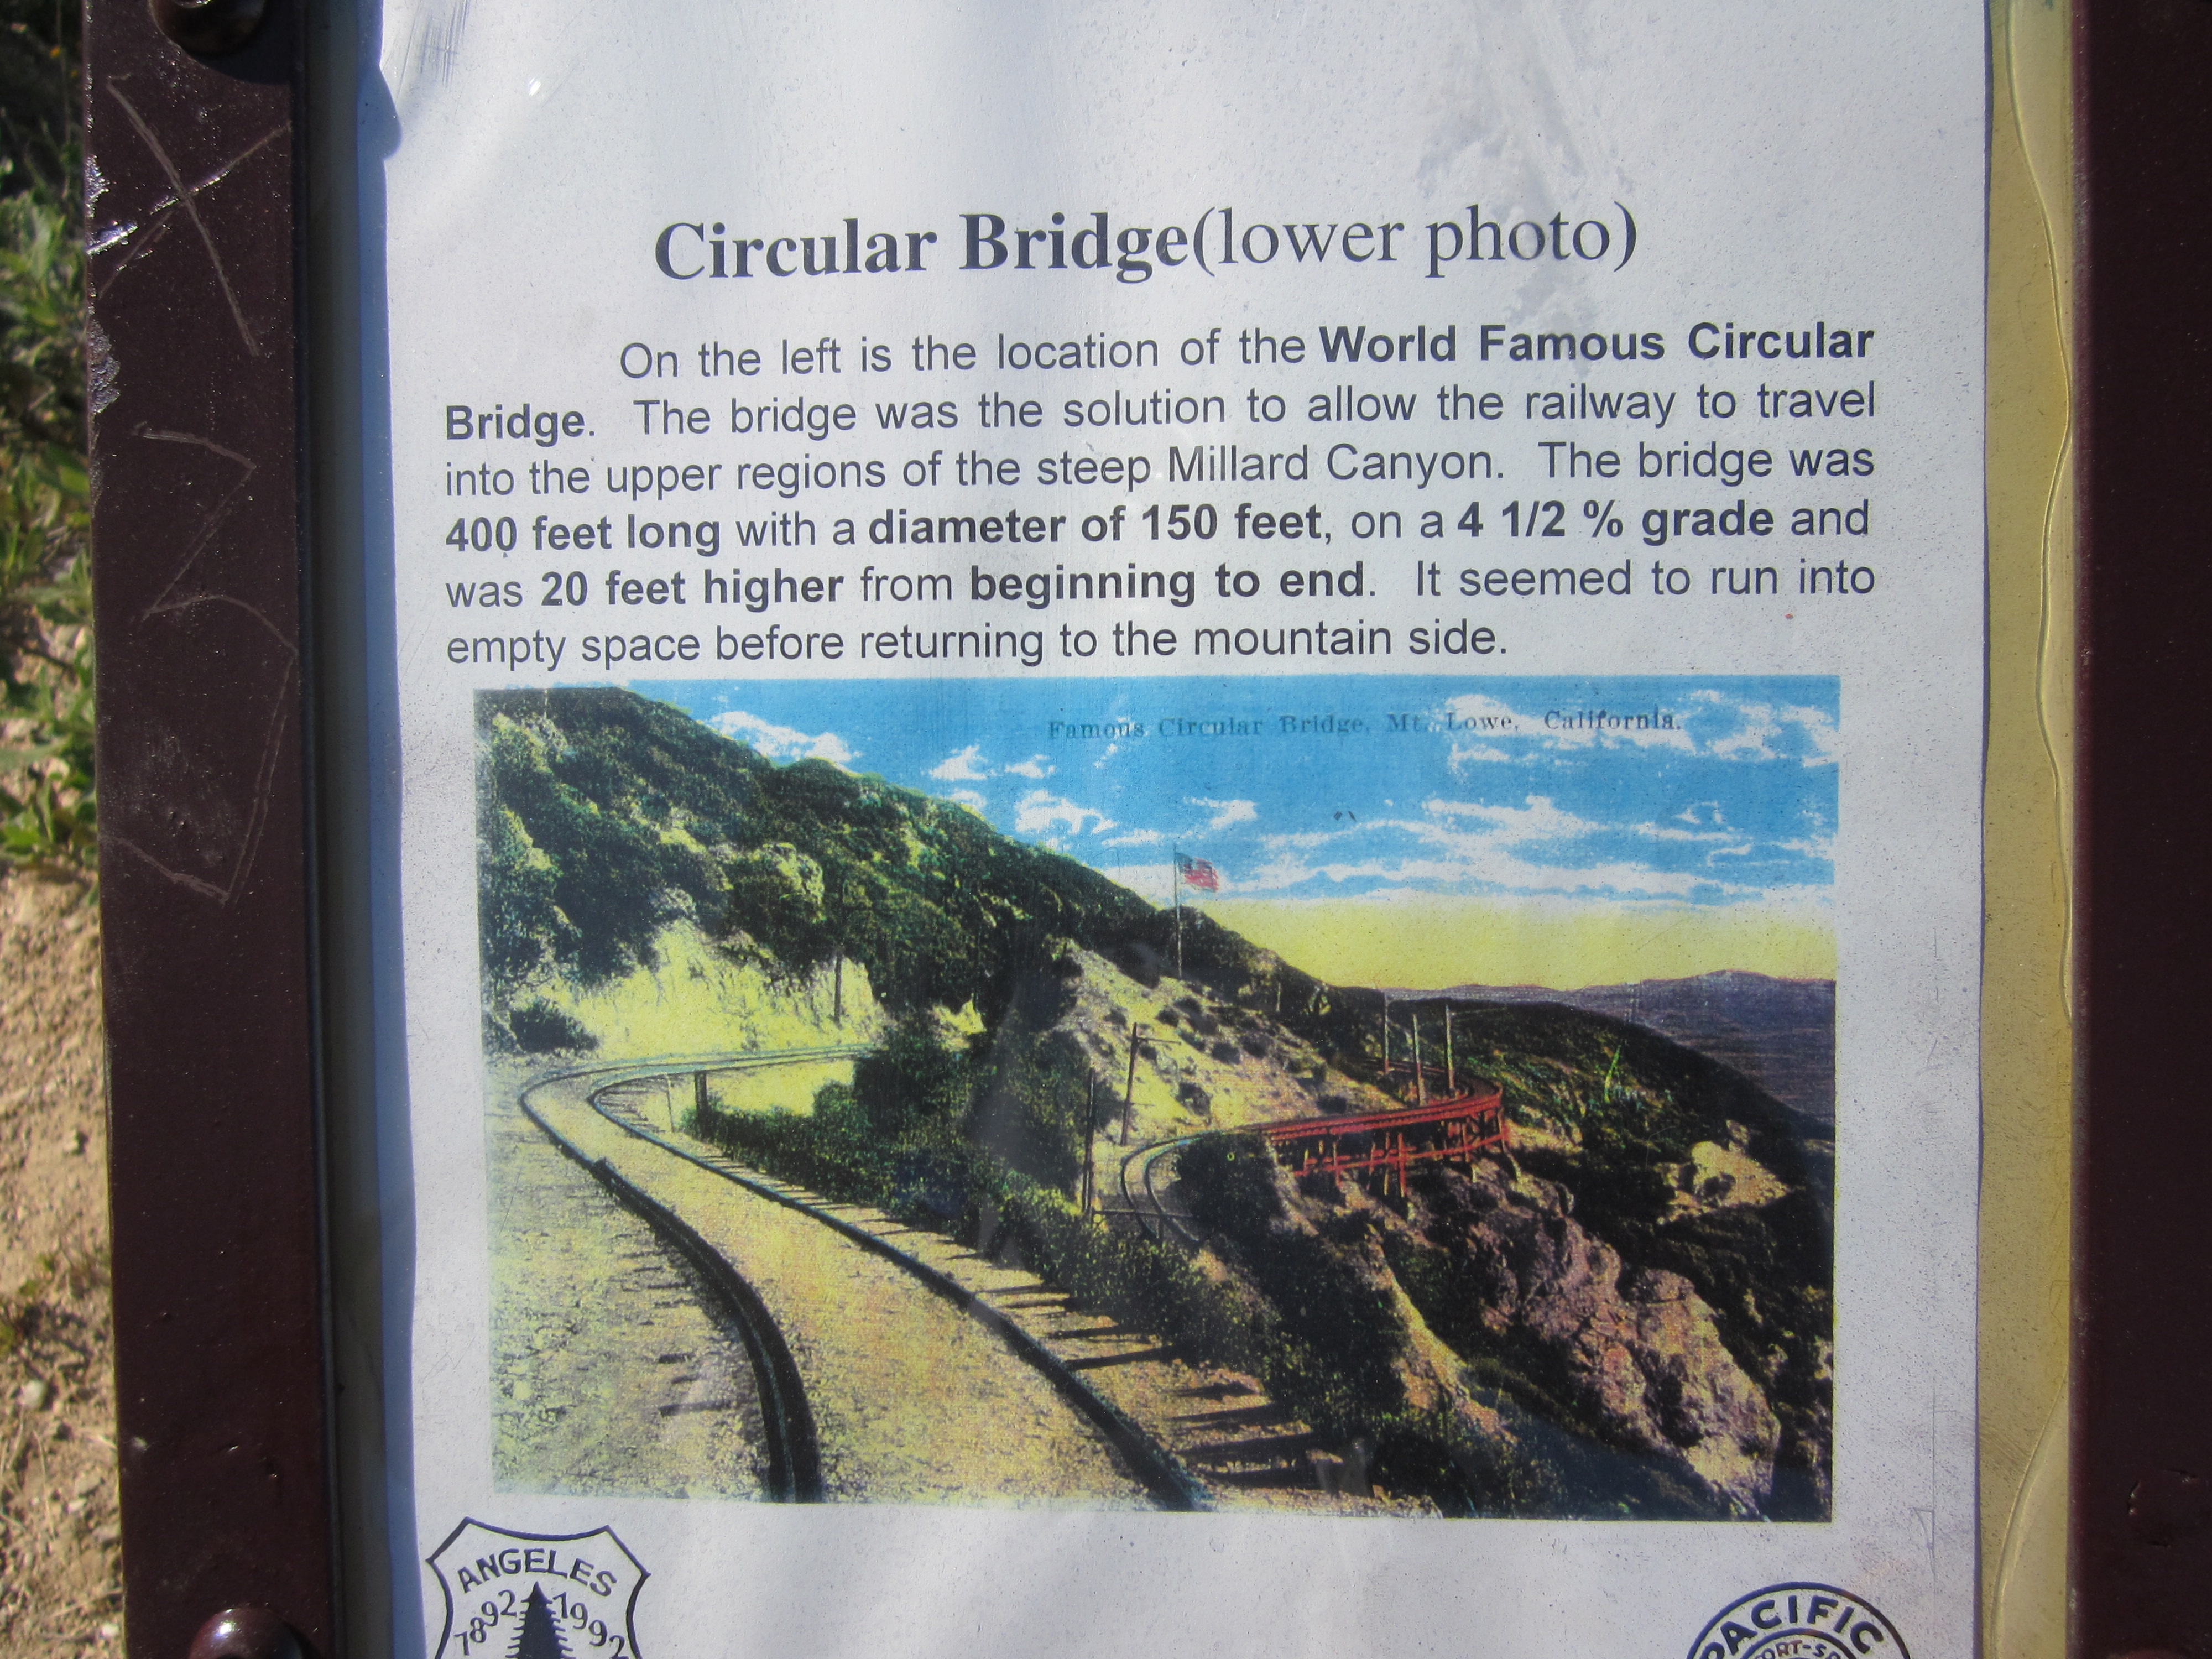 Circular Bridge(lower photo)
On the left is the location of the World Famous Circular
Bridge. The bridge was the solution to allow the railway to travel
into the upper regions of the steep Millard Canyon. The bridge was
400 feet long with a diameter of 150 feet, on a 4 1/2 % grade and
was 20 feet higher from beginning to end. It seemed to run into
empty space before returning to the mountain side.
Famous Circular Bridge, Mt. Lowe, California.
ANGELES
1892 1992
PACIFIC